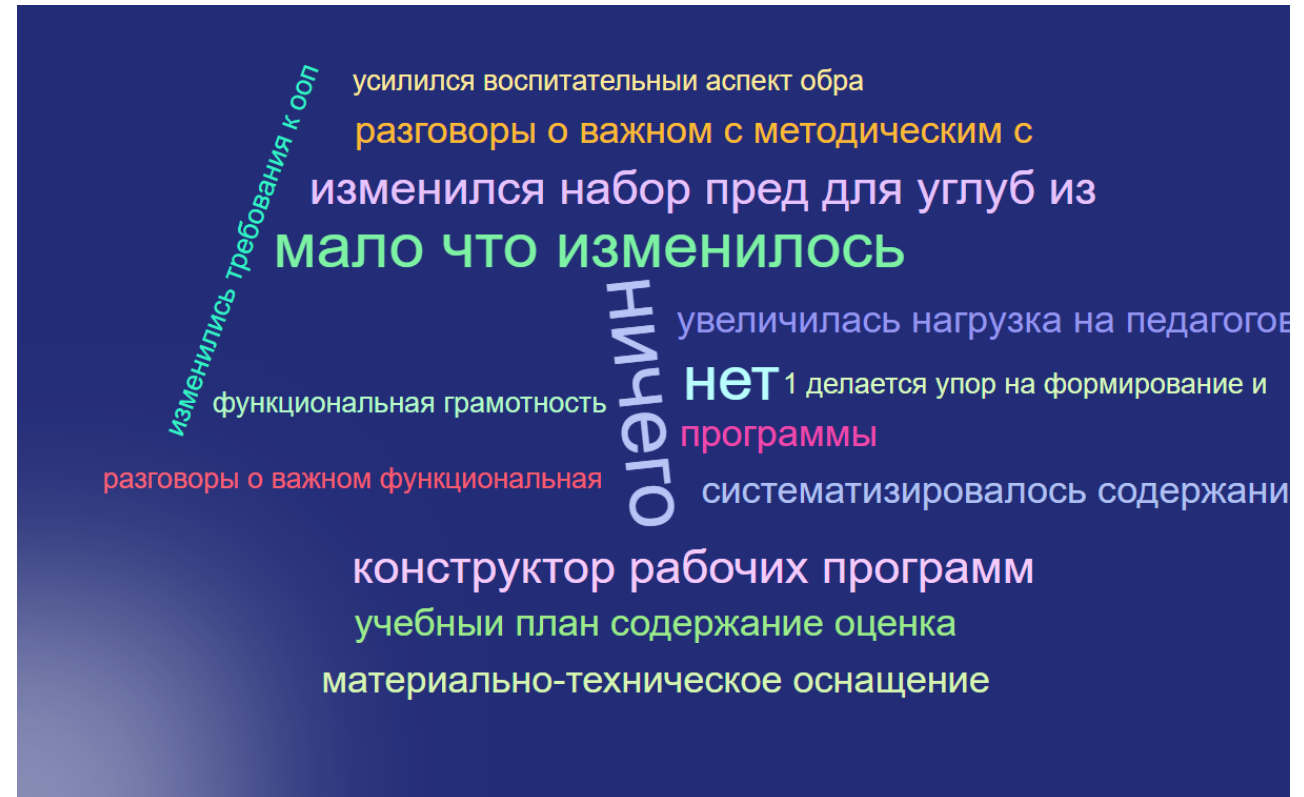 изменились требования к ооп
усилился воспитательныи аспект обра
разговоры о важном с методическим с
изменился набор пред для углуб из
мало что изменилось
ничего
увеличилась нагрузка на педагогов
нет
1 делается упор на формирование и
функциональная грамотность
программы
разговоры о важном функциональная
систематизировалось содержани
конструктор рабочих программ
учебныи план содержание оценка
материально-техническое оснащение